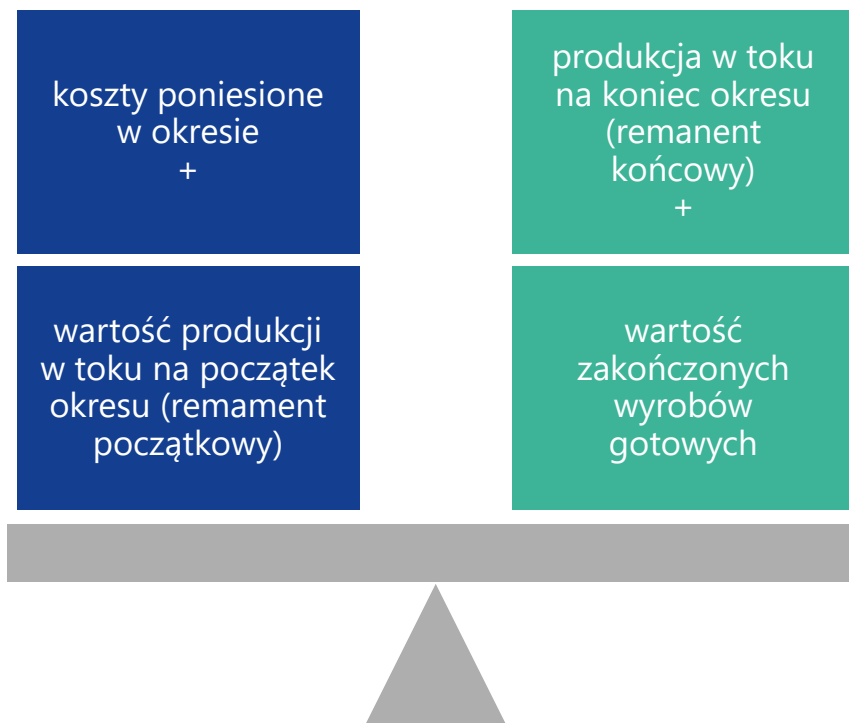 koszty poniesione
w okresie
+
wartość produkcji
w toku na początek
okresu (remament
początkowy)
produkcja w toku
na koniec okresu
(remanent
końcowy)
+
wartość
zakończonych
wyrobów
gotowych